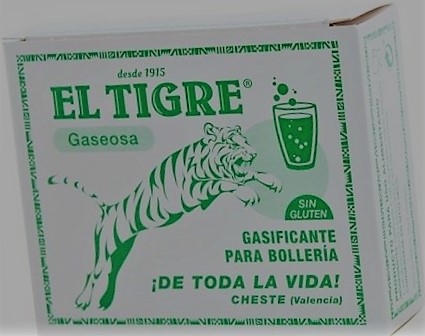 desde 1915
EL TIGRE®
Gaseosa
SIN
GLUTEN
GASIFICANTE
PARA BOLLERÍA
¡DE TODA LA VIDA!
CHESTE (Valencia)